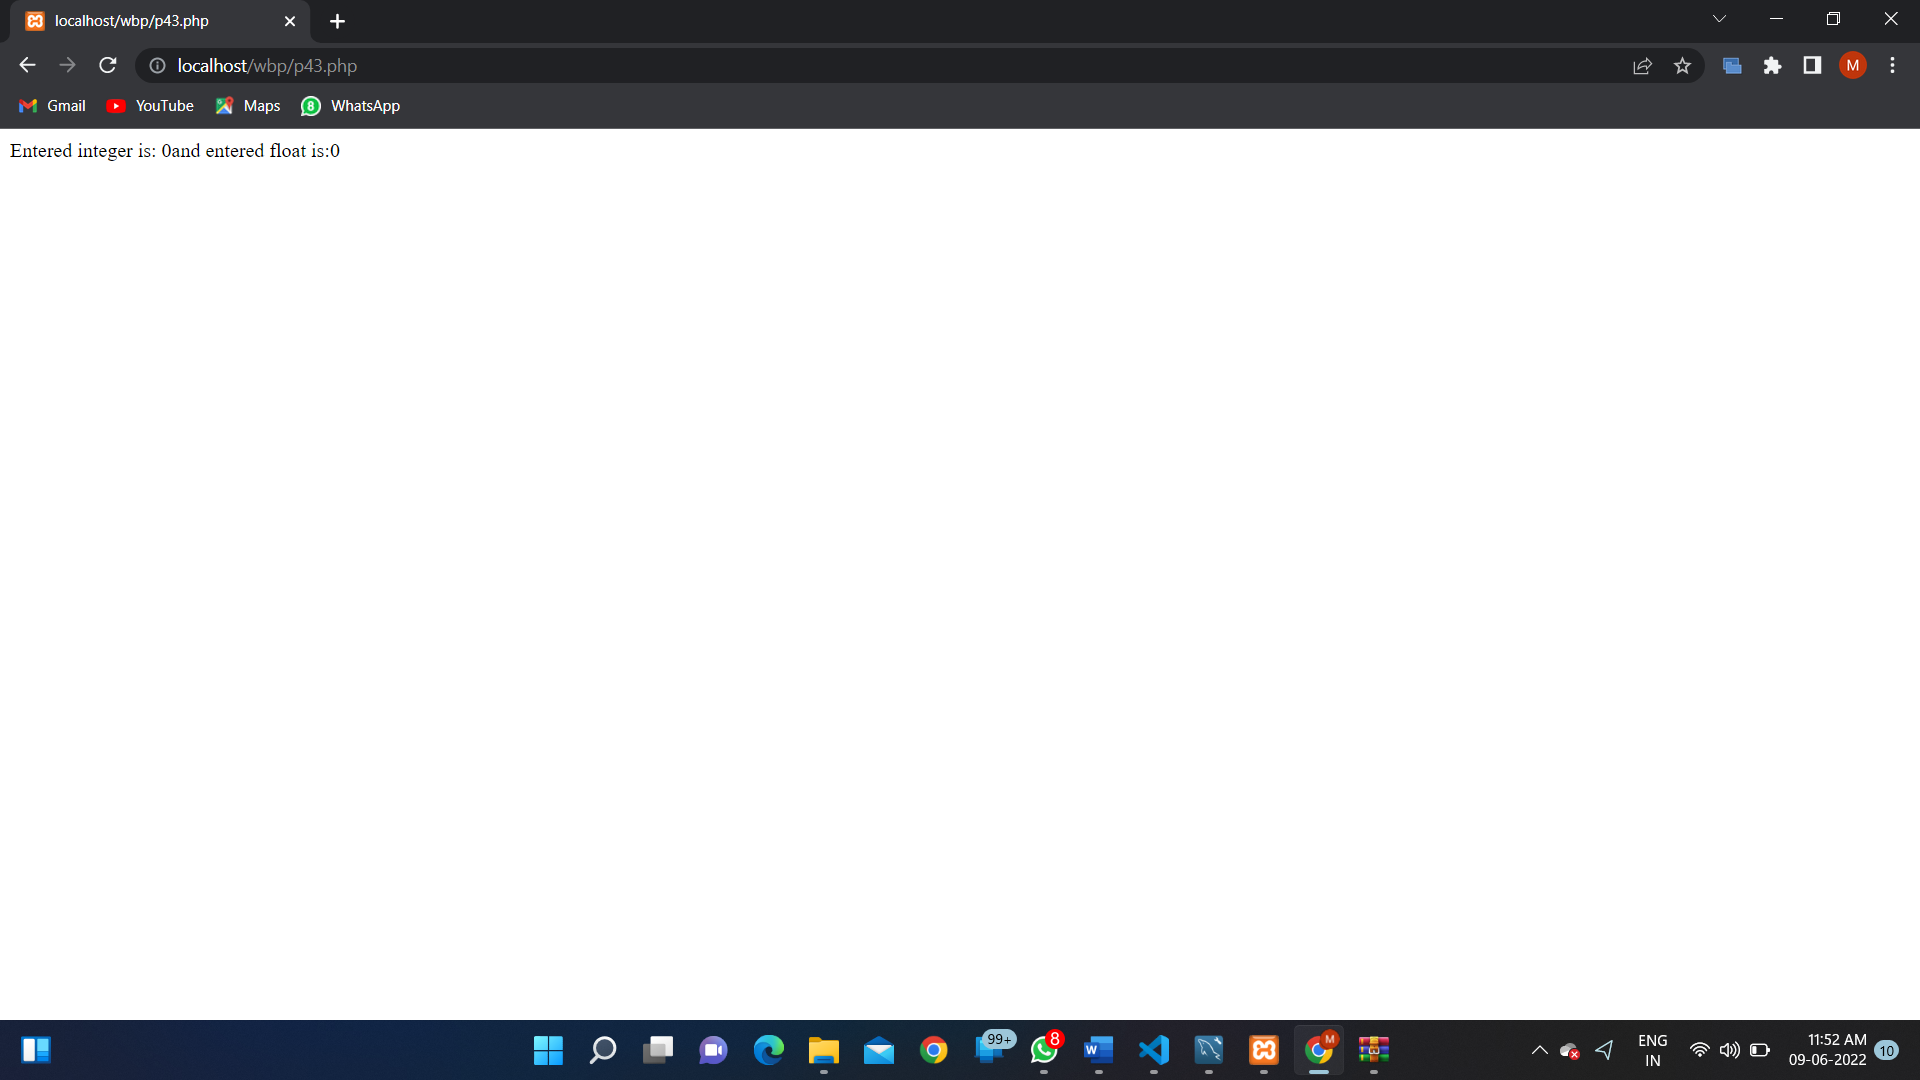 localhost/wbp/p43.php
localhost/wbp/p43.php
M
Gmail
YouTube
Maps
8
WhatsApp
Entered integer is: 0and entered float is:0
99+
8
W
M
ENG
IN
11:52 AM
09-06-2022
10